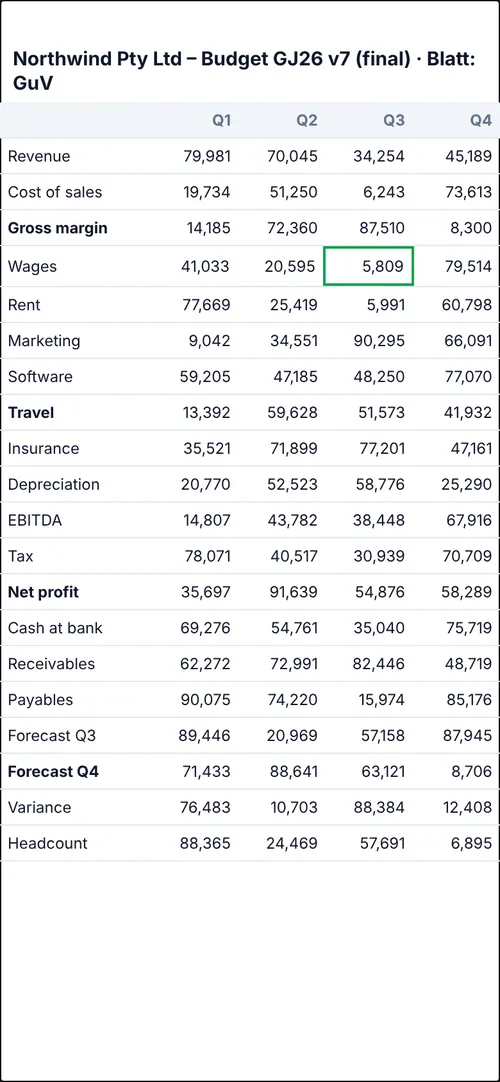 Northwind Pty Ltd – Budget GJ26 v7 (final) · Blatt:
GuV
Q1 Q2 Q3 Q4
Revenue 79,981 70,045 34,254 45,189
Cost of sales 19,734 51,250 6,243 73,613
Gross margin 14,185 72,360 87,510 8,300
Wages 41,033 20,595 5,809 79,514
Rent 77,669 25,419 5,991 60,798
Marketing 9,042 34,551 90,295 66,091
Software 59,205 47,185 48,250 77,070
Travel 13,392 59,628 51,573 41,932
Insurance 35,521 71,899 77,201 47,161
Depreciation 20,770 52,523 58,776 25,290
EBITDA 14,807 43,782 38,448 67,916
Tax 78,071 40,517 30,939 70,709
Net profit 35,697 91,639 54,876 58,289
Cash at bank 69,276 54,761 35,040 75,719
Receivables 62,272 72,991 82,446 48,719
Payables 90,075 74,220 15,974 85,176
Forecast Q3 89,446 20,969 57,158 87,945
Forecast Q4 71,433 88,641 63,121 8,706
Variance 76,483 10,703 88,384 12,408
Headcount 88,365 24,469 57,691 6,895